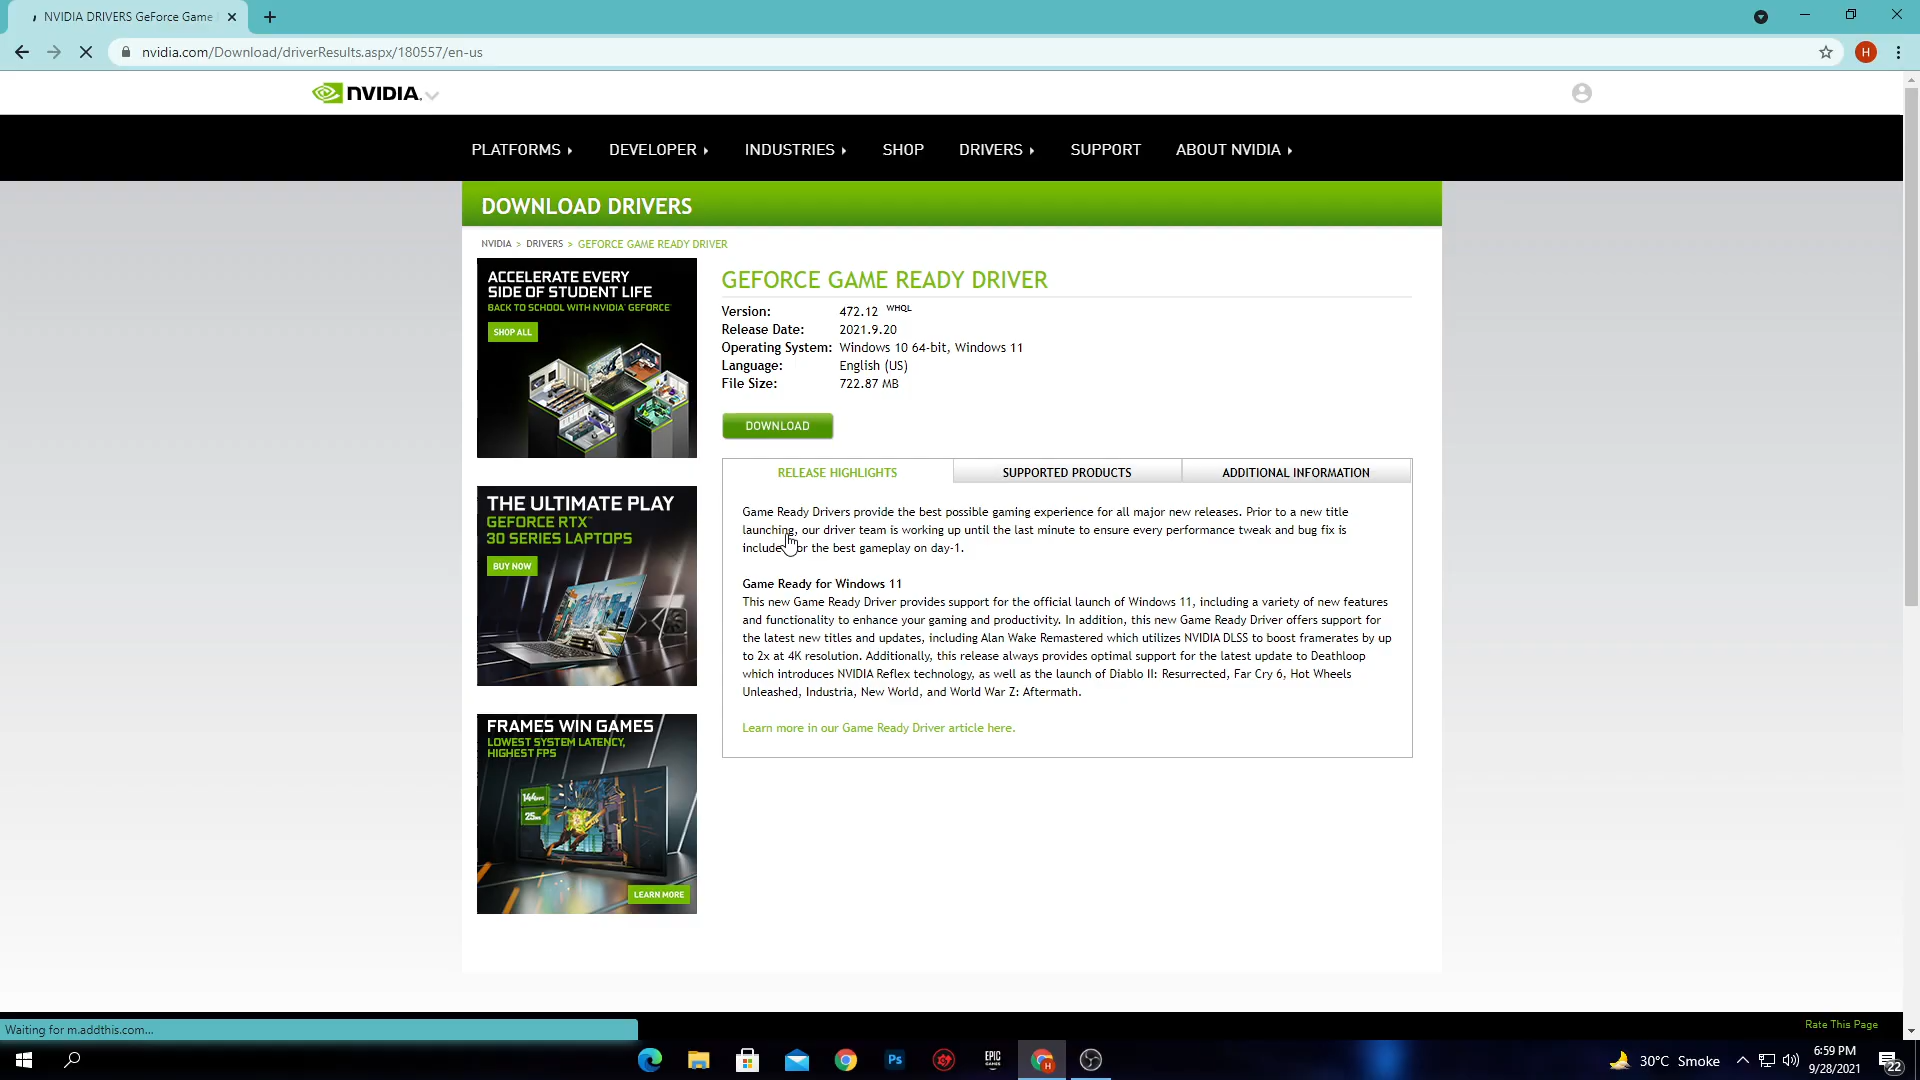 NVIDIA DRIVERS GeForce Game
nvidia.com/Download/driverResults.aspx/180557/en-us
H
NVIDIA.
PLATFORMS DEVELOPER INDUSTRIES SHOP DRIVERS SUPPORT ABOUT NVIDIA
DOWNLOAD DRIVERS
NVIDIA > DRIVERS > GEFORCE GAME READY DRIVER
ACCELERATE EVERY
SIDE OF STUDENT LIFE
BACK TO SCHOOL WITH NVIDIA GEFORCE
SHOP ALL
THE ULTIMATE PLAY
GEFORCE RTX™
30 SERIES LAPTOPS
BUY NOW
FRAMES WIN GAMES
LOWEST SYSTEM LATENCY,
HIGHEST FPS
144FPS
25MS
LEARN MORE
GEFORCE GAME READY DRIVER
Version: 472.12 WHQL
Release Date: 2021.9.20
Operating System: Windows 10 64-bit, Windows 11
Language: English (US)
File Size: 722.87 MB
DOWNLOAD
RELEASE HIGHLIGHTS SUPPORTED PRODUCTS ADDITIONAL INFORMATION
Game Ready Drivers provide the best possible gaming experience for all major new releases. Prior to a new title
launching, our driver team is working up until the last minute to ensure every performance tweak and bug fix is
included for the best gameplay on day-1.
Game Ready for Windows 11
This new Game Ready Driver provides support for the official launch of Windows 11, including a variety of new features
and functionality to enhance your gaming and productivity. In addition, this new Game Ready Driver offers support for
the latest new titles and updates, including Alan Wake Remastered which utilizes NVIDIA DLSS to boost framerates by up
to 2x at 4K resolution. Additionally, this release always provides optimal support for the latest update to Deathloop
which introduces NVIDIA Reflex technology, as well as the launch of Diablo II: Resurrected, Far Cry 6, Hot Wheels
Unleashed, Industria, New World, and World War Z: Aftermath.
Learn more in our Game Ready Driver article here.
Rate This Page
Waiting for m.addthis.com...
Ps
EPIC
GAMES
H
30°C Smoke
6:59 PM
9/28/2021
22